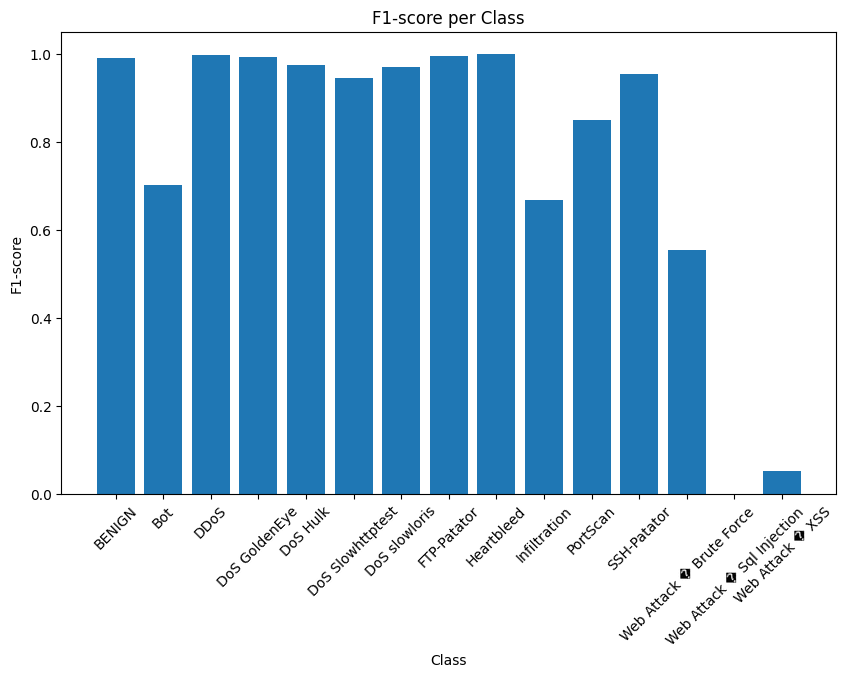 F1-score per Class
F1-score
1.0
0.8
0.6
0.4
0.2
0.0
BENIGN
Bot
DDoS
DoS GoldenEye
DoS Hulk
DoS Slowhttptest
DoS slowloris
FTP-Patator
Heartbleed
Infiltration
PortScan
SSH-Patator
Web Attack � Brute Force
Web Attack � Sql Injection
Web Attack � XSS
Class